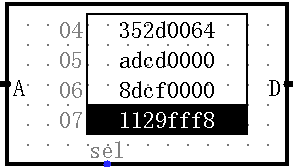 04 352d0064
05 adcd0000
A 06 8dcf0000 D
07 1129fff8
sel